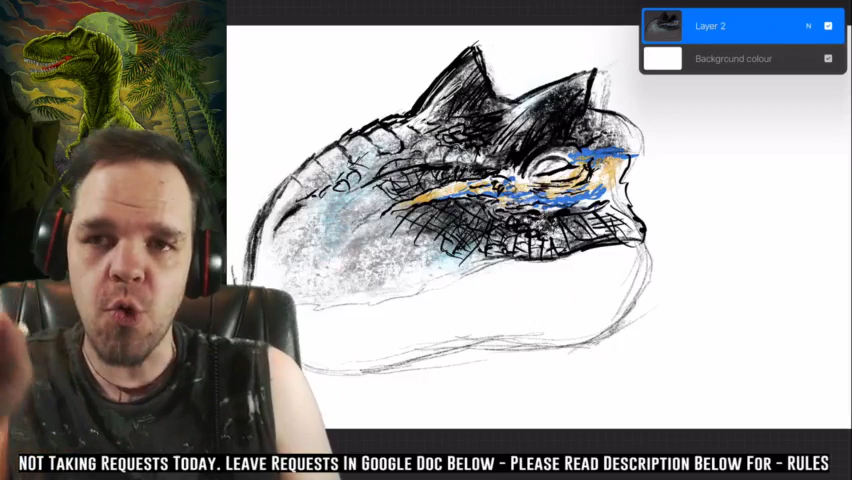 Layer 2 N
Background colour
NOT TAKING REQUESTS TODAY. LEAVE REQUESTS IN GOOGLE DOC BELOW - PLEASE READ DESCRIPTION BELOW FOR - RULES